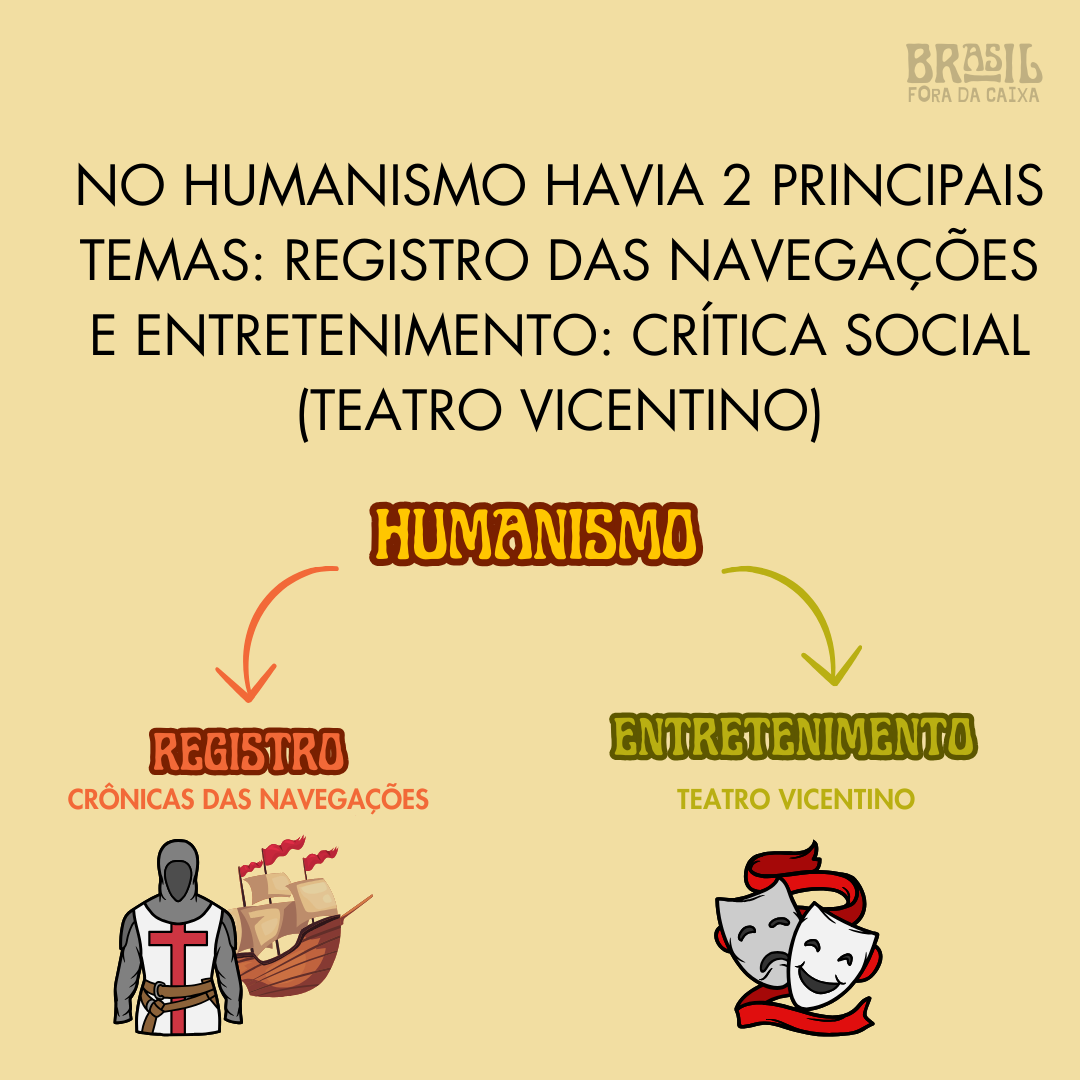 BRASIL
FORA DA CAIXA
NO HUMANISMO HAVIA 2 PRINCIPAIS
TEMAS: REGISTRO DAS NAVEGAÇÕES
E ENTRETENIMENTO: CRÍTICA SOCIAL
(TEATRO VICENTINO)
HUMANISMO
REGISTRO
CRÔNICAS DAS NAVEGAÇÕES
ENTRETENIMENTO
TEATRO VICENTINO